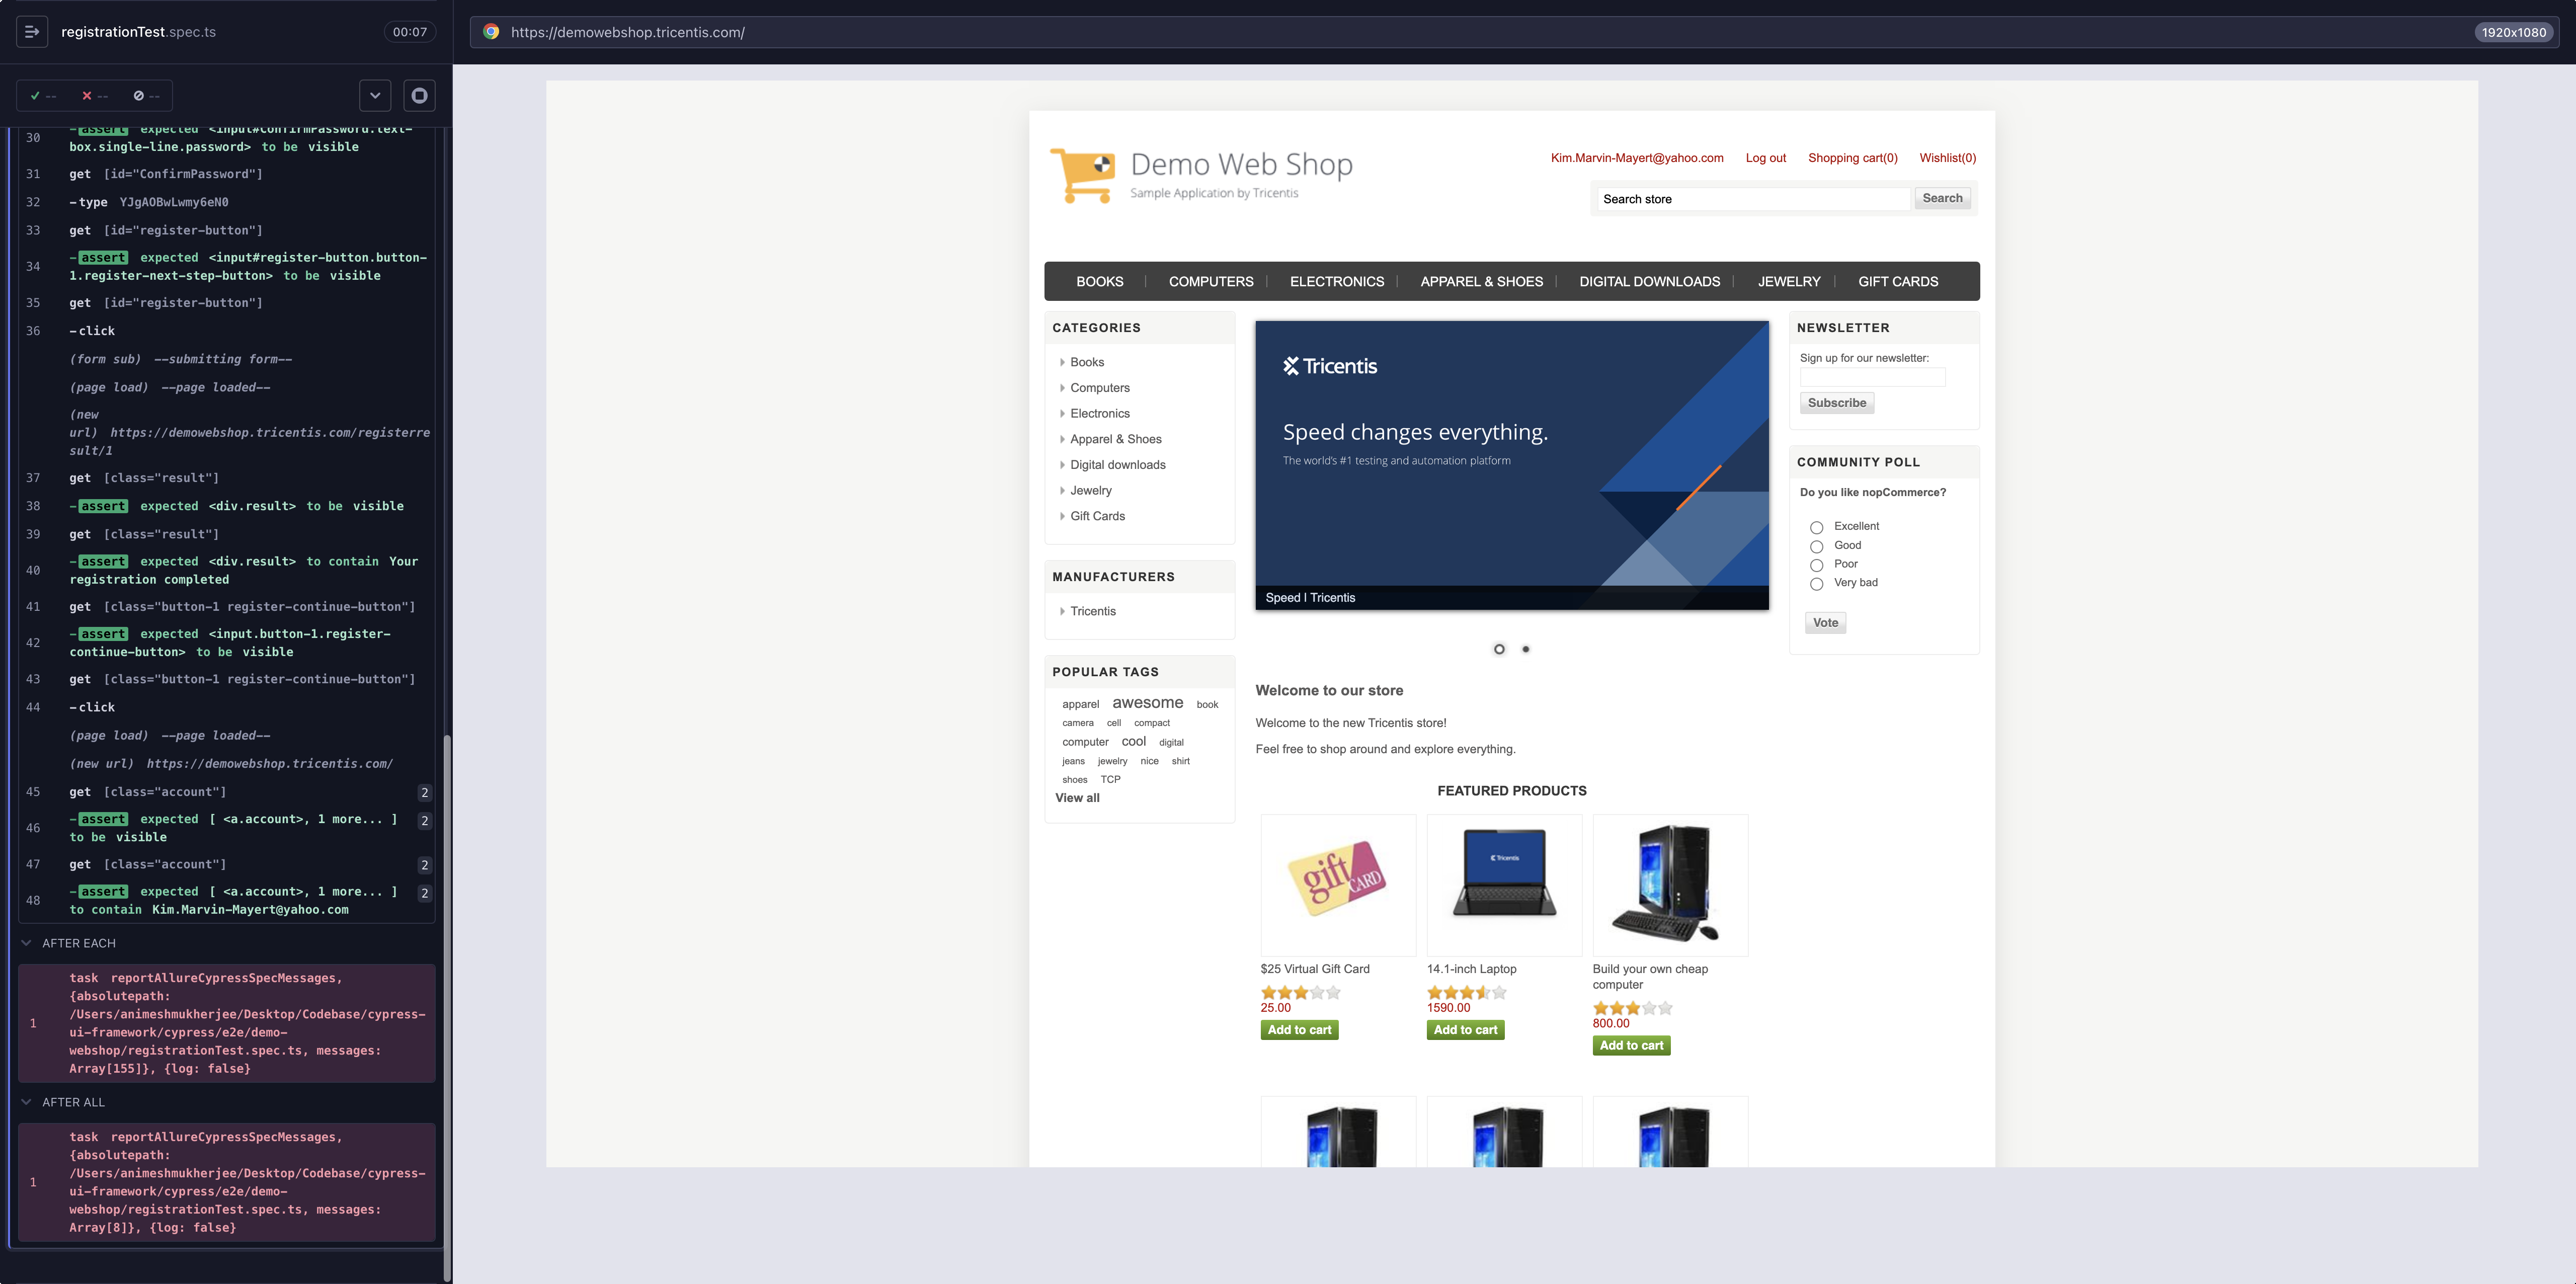 registrationTest.spec.ts
00:07
--
--
--
30
-assert expected <input#ConfirmPassword.text-
box.single-line.password> to be visible
31 get [id="ConfirmPassword"]
32 -type YJgAOBwLwmy6eN0
33 get [id="register-button"]
34
-assert expected <input#register-button.button-
1.register-next-step-button> to be visible
35 get [id="register-button"]
36 -click
(form sub) --submitting form--
(page load) --page loaded--
(new
url) https://demowebshop.tricentis.com/registerre
sult/1
37 get [class="result"]
38 -assert expected <div.result> to be visible
39 get [class="result"]
40
-assert expected <div.result> to contain Your
registration completed
41 get [class="button-1 register-continue-button"]
42
-assert expected <input.button-1.register-
continue-button> to be visible
43 get [class="button-1 register-continue-button"]
44 -click
(page load) --page loaded--
(new url) https://demowebshop.tricentis.com/
45 get [class="account"] 2
46
-assert expected [ <a.account>, 1 more... ] 2
to be visible
47 get [class="account"] 2
48
-assert expected [ <a.account>, 1 more... ] 2
to contain Kim.Marvin-Mayert@yahoo.com
AFTER EACH
1
task reportAllureCypressSpecMessages,
{absolutepath:
/Users/animeshmukherjee/Desktop/Codebase/cypress-
ui-framework/cypress/e2e/demo-
webshop/registrationTest.spec.ts, messages:
Array[155]}, {log: false}
AFTER ALL
1
task reportAllureCypressSpecMessages,
{absolutepath:
/Users/animeshmukherjee/Desktop/Codebase/cypress-
ui-framework/cypress/e2e/demo-
webshop/registrationTest.spec.ts, messages:
Array[8]}, {log: false}
https://demowebshop.tricentis.com/
1920x1080
Demo Web Shop
Sample Application by Tricentis
Kim.Marvin-Mayert@yahoo.com Log out Shopping cart(0) Wishlist(0)
Search store Search
BOOKS COMPUTERS ELECTRONICS APPAREL & SHOES DIGITAL DOWNLOADS JEWELRY GIFT CARDS
CATEGORIES
Books
Computers
Electronics
Apparel & Shoes
Digital downloads
Jewelry
Gift Cards
MANUFACTURERS
Tricentis
POPULAR TAGS
apparel awesome book
camera cell compact
computer cool digital
jeans jewelry nice shirt
shoes TCP
View all
Tricentis
Speed changes everything.
The world's #1 testing and automation platform
Speed I Tricentis
Welcome to our store
Welcome to the new Tricentis store!
Feel free to shop around and explore everything.
FEATURED PRODUCTS
gift CARD
Tricentis
$25 Virtual Gift Card
25.00
Add to cart
14.1-inch Laptop
1590.00
Add to cart
Build your own cheap
computer
800.00
Add to cart
NEWSLETTER
Sign up for our newsletter:
Subscribe
COMMUNITY POLL
Do you like nopCommerce?
Excellent
Good
Poor
Very bad
Vote